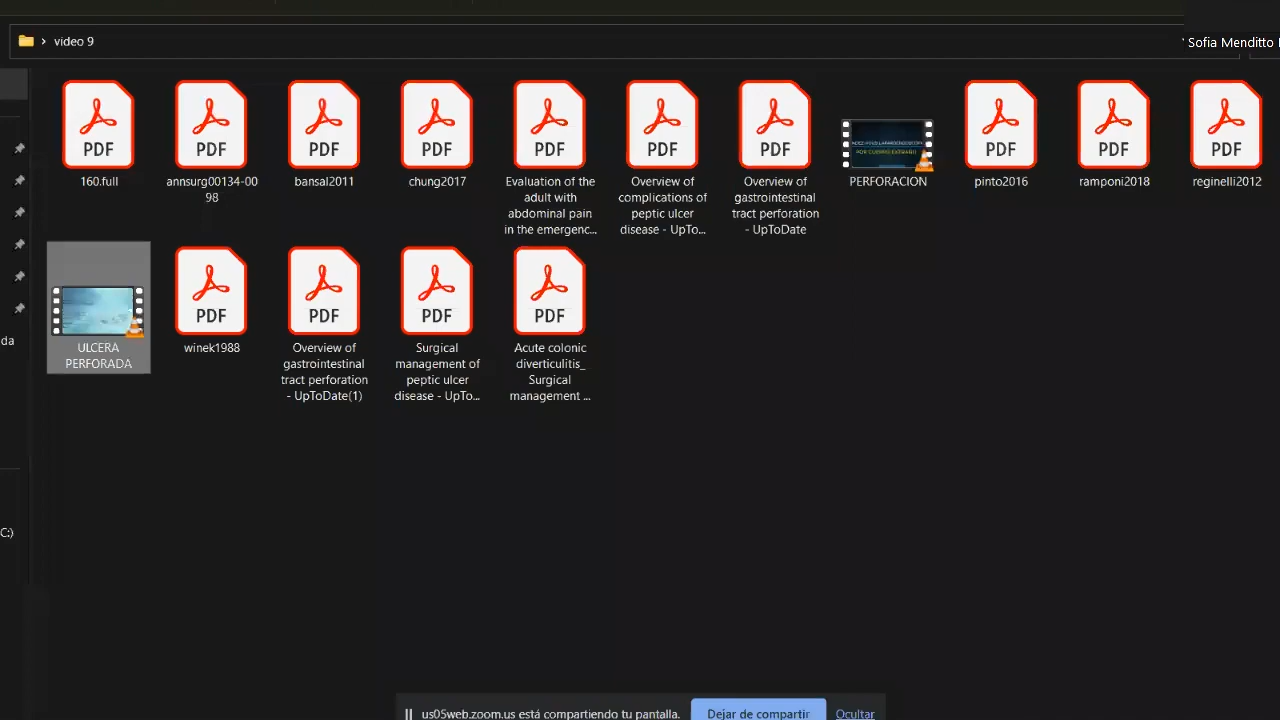 video 9
Sofia Menditto
PDF
PDF
PDF
PDF
PDF
PDF
PDF
PDF
PDF
PDF
160.full
annsurg00134-00
98
bansal2011
chung2017
Evaluation of the
adult with
abdominal pain
in the emergenc...
Overview of
complications of
peptic ulcer
disease - UpTo...
Overview of
gastrointestinal
tract perforation
- UpToDate
POR CUERPO EXTRAÑO
PERFORACION
pinto2016
ramponi2018
reginelli2012
PDF
PDF
PDF
PDF
da
ULCERA
PERFORADA
winek1988
Overview of
gastrointestinal
tract perforation
- UpToDate(1)
Surgical
management of
peptic ulcer
disease - UpTo...
Acute colonic
diverticulitis_
Surgical
management ...
C:)
us05web.zoom.us está compartiendo tu pantalla.
Dejar de compartir
Ocultar